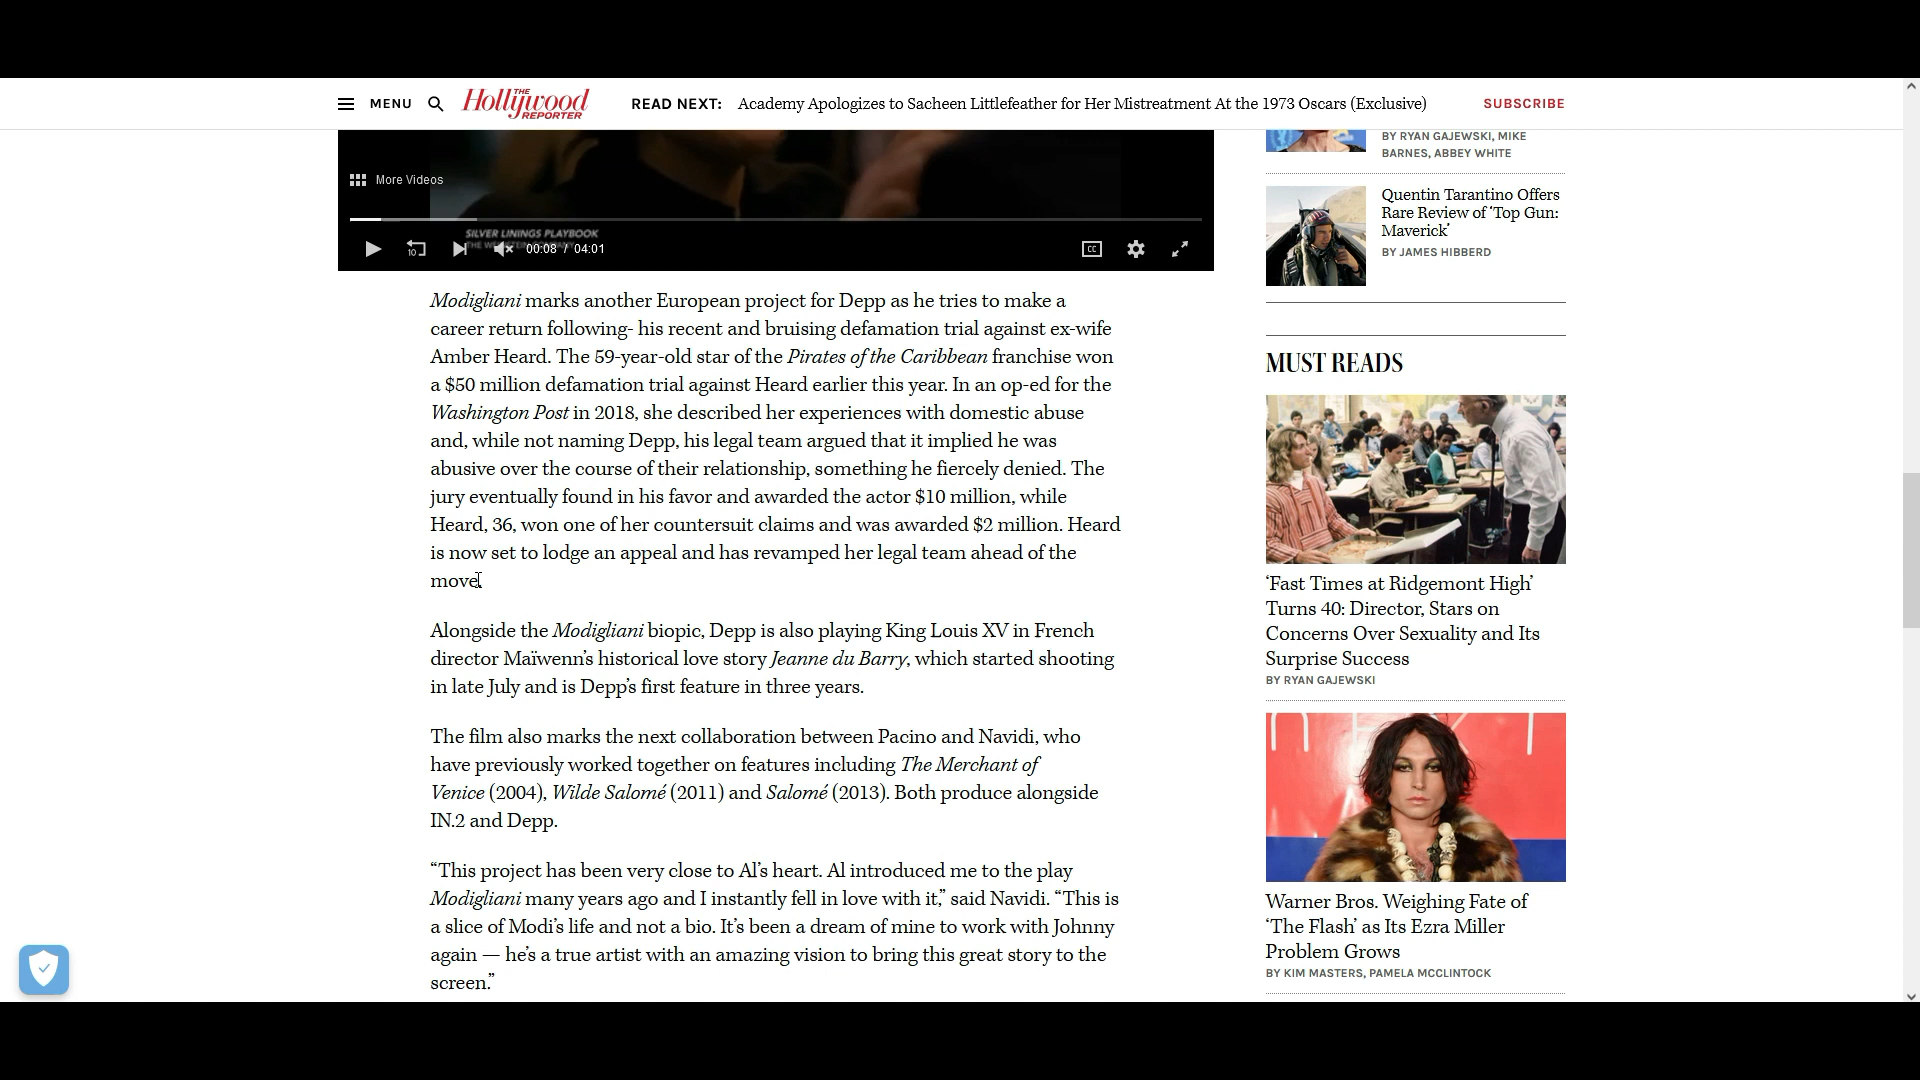 MENU
THE
Hollywood
REPORTER
READ NEXT: Academy Apologizes to Sacheen Littlefeather for Her Mistreatment At the 1973 Oscars (Exclusive)
SUBSCRIBE
More Videos
SILVER LININGS PLAYBOOK
THE WEINSTEIN COMPANY
10
00:08 / 04:01
CC
Modigliani marks another European project for Depp as he tries to make a
career return following- his recent and bruising defamation trial against ex-wife
Amber Heard. The 59-year-old star of the Pirates of the Caribbean franchise won
a $50 million defamation trial against Heard earlier this year. In an op-ed for the
Washington Post in 2018, she described her experiences with domestic abuse
and, while not naming Depp, his legal team argued that it implied he was
abusive over the course of their relationship, something he fiercely denied. The
jury eventually found in his favor and awarded the actor $10 million, while
Heard, 36, won one of her countersuit claims and was awarded $2 million. Heard
is now set to lodge an appeal and has revamped her legal team ahead of the
move.
Alongside the Modigliani biopic, Depp is also playing King Louis XV in French
director Maïwenn’s historical love story Jeanne du Barry, which started shooting
in late July and is Depp’s first feature in three years.
The film also marks the next collaboration between Pacino and Navidi, who
have previously worked together on features including The Merchant of
Venice (2004), Wilde Salomé (2011) and Salomé (2013). Both produce alongside
IN.2 and Depp.
“This project has been very close to Al’s heart. Al introduced me to the play
Modigliani many years ago and I instantly fell in love with it,” said Navidi. “This is
a slice of Modi’s life and not a bio. It’s been a dream of mine to work with Johnny
again — he’s a true artist with an amazing vision to bring this great story to the
screen.”
BY RYAN GAJEWSKI, MIKE
BARNES, ABBEY WHITE
Quentin Tarantino Offers
Rare Review of ‘Top Gun:
Maverick’
BY JAMES HIBBERD
MUST READS
‘Fast Times at Ridgemont High’
Turns 40: Director, Stars on
Concerns Over Sexuality and Its
Surprise Success
BY RYAN GAJEWSKI
Warner Bros. Weighing Fate of
‘The Flash’ as Its Ezra Miller
Problem Grows
BY KIM MASTERS, PAMELA MCCLINTOCK